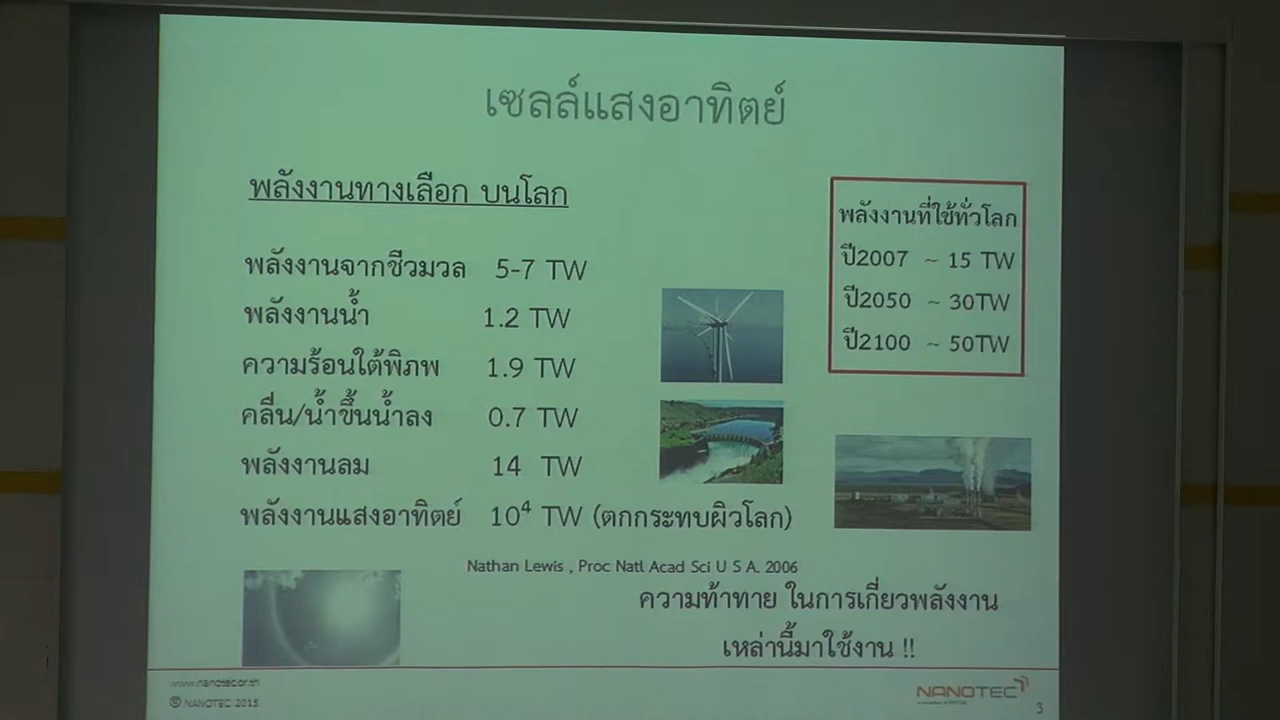 เซลล์แสงอาทิตย์
พลังงานทางเลือก บนโลก
พลังงานจากชีวมวล 5-7 TW
พลังงานน้ำ 1.2 TW
ความร้อนใต้พิภพ 1.9 TW
คลื่น/น้ำขึ้นน้ำลง 0.7 TW
พลังงานลม 14 TW
พลังงานแสงอาทิตย์ 10⁴ TW (ตกกระทบผิวโลก)
พลังงานที่ใช้ทั่วโลก
ปี2007 ~ 15 TW
ปี2050 ~ 30TW
ปี2100 ~ 50TW
Nathan Lewis , Proc Natl Acad Sci U S A. 2006
ความท้าทาย ในการเกี่ยวพลังงาน
เหล่านี้มาใช้งาน !!
www.nanotec.or.th
© NANOTEC 2015
NANOTEC
3